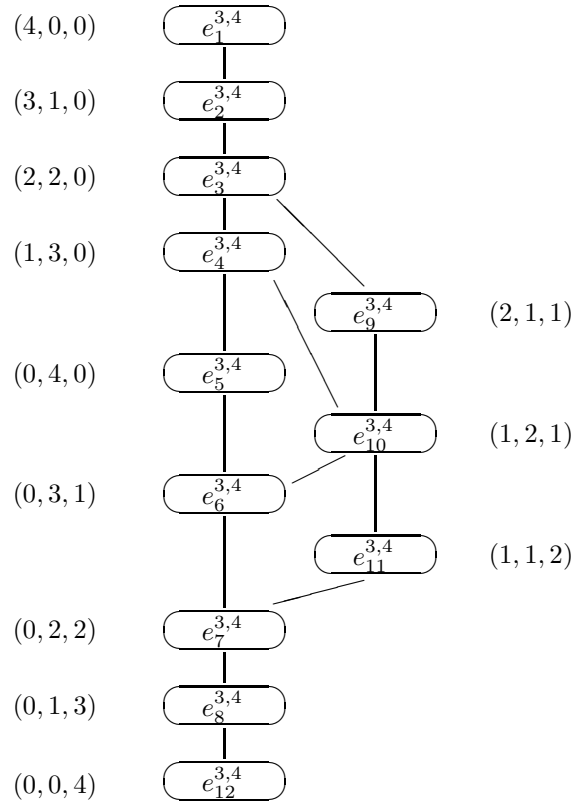 (4, 0, 0) e_1^{3,4}
(3, 1, 0) e_2^{3,4}
(2, 2, 0) e_3^{3,4}
(1, 3, 0) e_4^{3,4}
e_9^{3,4} (2, 1, 1)
(0, 4, 0) e_5^{3,4}
e_{10}^{3,4} (1, 2, 1)
(0, 3, 1) e_6^{3,4}
e_{11}^{3,4} (1, 1, 2)
(0, 2, 2) e_7^{3,4}
(0, 1, 3) e_8^{3,4}
(0, 0, 4) e_{12}^{3,4}